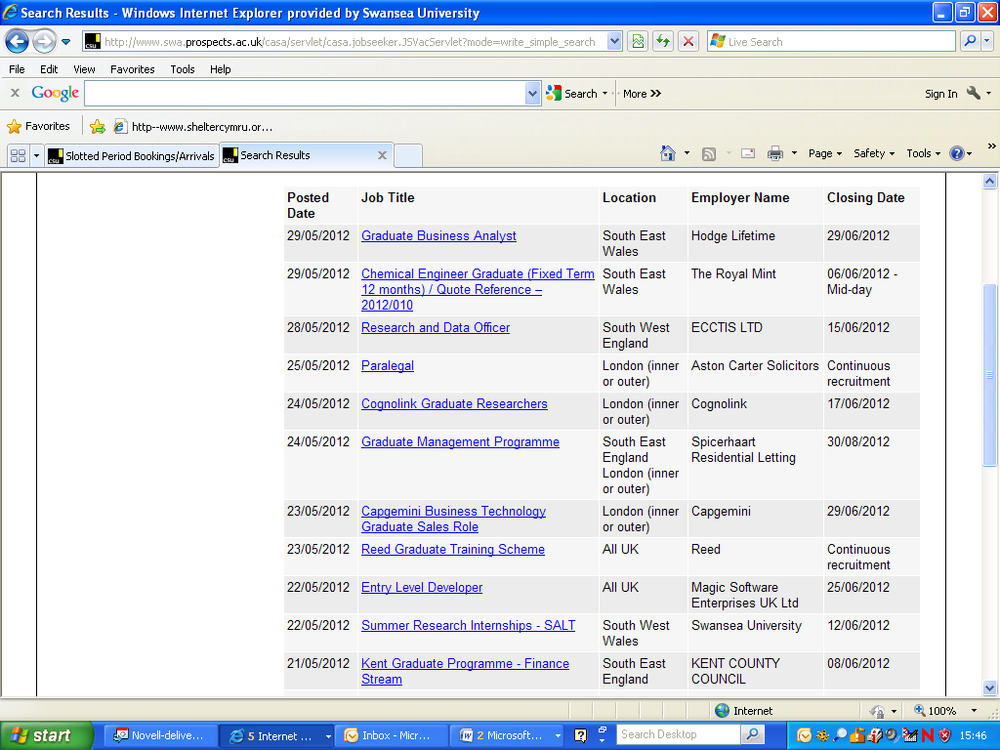 Search Results - Windows Internet Explorer provided by Swansea University
http://www.swa.prospects.ac.uk/casa/servlet/casa.jobseeker.JSVacServlet?mode=write_simple_search
Live Search
File Edit View Favorites Tools Help
x Google Search More >> Sign In
Favorites http--www.sheltercymru.or...
CSU Slotted Period Bookings/Arrivals CSU Search Results X Page Safety Tools >>
Posted Date Job Title Location Employer Name Closing Date
29/05/2012 Graduate Business Analyst South East Hodge Lifetime 29/06/2012
Wales
29/05/2012 Chemical Engineer Graduate (Fixed Term South East The Royal Mint 06/06/2012 -
12 months) / Quote Reference – Wales Mid-day
2012/010
28/05/2012 Research and Data Officer South West ECCTIS LTD 15/06/2012
England
25/05/2012 Paralegal London (inner Aston Carter Solicitors Continuous
or outer) recruitment
24/05/2012 Cognolink Graduate Researchers London (inner Cognolink 17/06/2012
or outer)
24/05/2012 Graduate Management Programme South East Spicerhaart 30/08/2012
England Residential Letting
London (inner
or outer)
23/05/2012 Capgemini Business Technology London (inner Capgemini 29/06/2012
Graduate Sales Role or outer)
23/05/2012 Reed Graduate Training Scheme All UK Reed Continuous
recruitment
22/05/2012 Entry Level Developer All UK Magic Software 25/06/2012
Enterprises UK Ltd
22/05/2012 Summer Research Internships - SALT South West Swansea University 12/06/2012
Wales
21/05/2012 Kent Graduate Programme - Finance South East KENT COUNTY 08/06/2012
Stream England COUNCIL
Internet 100%
start Novell-delive... 5 Internet ... Inbox - Micr... 2 Microsoft... Search Desktop 15:46